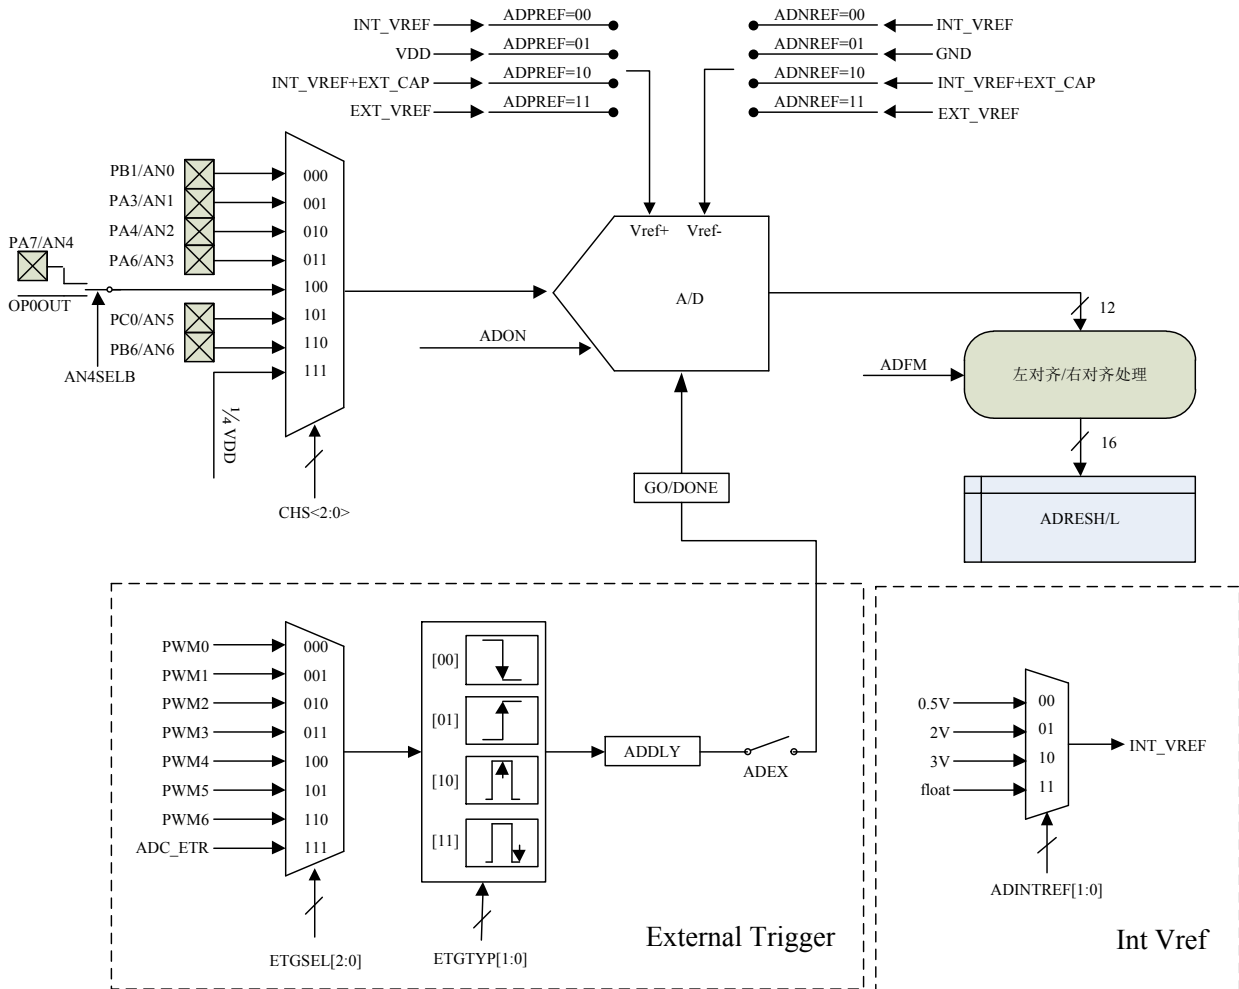 INT_VREF ADPREF=00 ADNREF=00 INT_VREF
VDD ADPREF=01 ADNREF=01 GND
INT_VREF+EXT_CAP ADPREF=10 ADNREF=10 INT_VREF+EXT_CAP
EXT_VREF ADPREF=11 ADNREF=11 EXT_VREF
PB1/AN0 000
PA3/AN1 001
PA4/AN2 010
PA7/AN4
PA6/AN3 011
OP0OUT 100
PC0/AN5 101
PB6/AN6 110
AN4SELB 111
1/4 VDD
CHS<2:0>
Vref+ Vref-
A/D
ADON
12
ADFM
左对齐/右对齐处理
16
GO/DONE
ADRESH/L
PWM0 000
PWM1 001
PWM2 010
PWM3 011
PWM4 100
PWM5 101
PWM6 110
ADC_ETR 111
ETGSEL[2:0]
[00]
[01]
[10]
[11]
ETGTYP[1:0]
ADDLY
ADEX
External Trigger
0.5V 00
2V 01
3V 10
float 11
INT_VREF
ADINTREF[1:0]
Int Vref